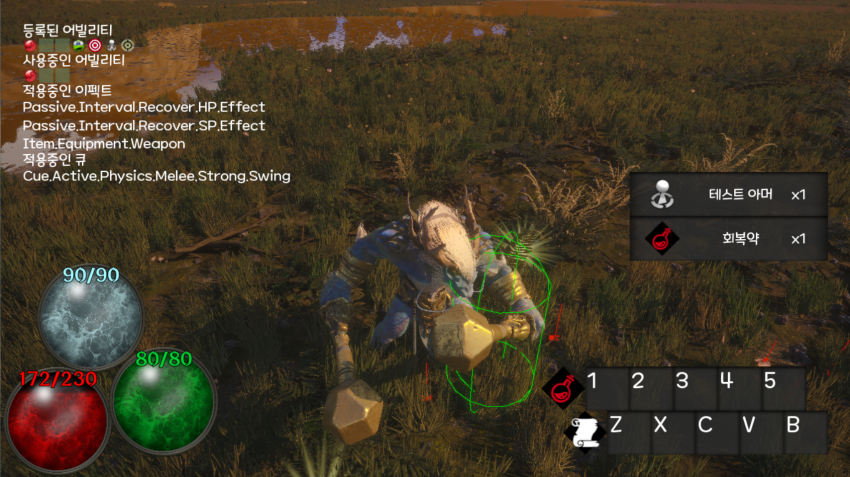 등록된 어빌리티
사용중인 어빌리티
적용중인 이펙트
Passive.Interval.Recover.HP.Effect
Passive.Interval.Recover.SP.Effect
Item.Equipment.Weapon
적용중인 큐
Cue.Active.Physics.Melee.Strong.Swing
테스트 아머 x1
회복약 x1
90/90
80/80
172/230
1 2 3 4 5
Z X C V B